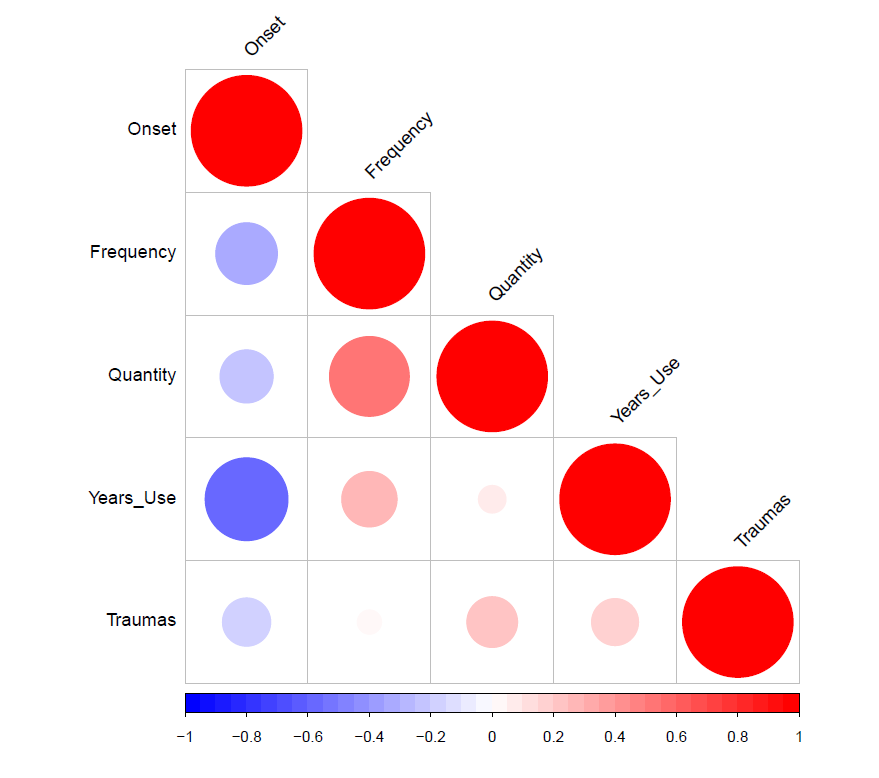 Onset
Onset
Frequency
Frequency
Quantity
Quantity
Years_Use
Years_Use
Traumas
Traumas
−1 −0.8 −0.6 −0.4 −0.2 0 0.2 0.4 0.6 0.8 1